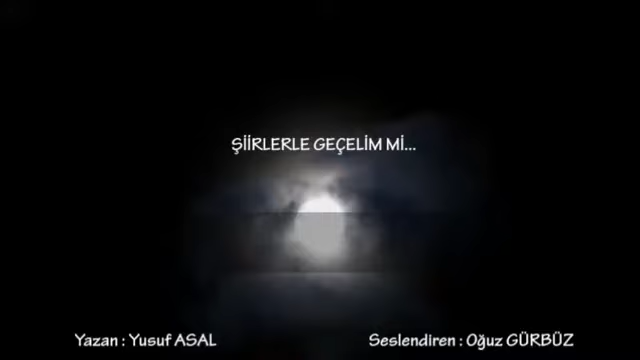 ŞİİRLERLE GEÇELİM Mİ...
Yazan : Yusuf ASAL
Seslendiren : Oğuz GÜRBÜZ